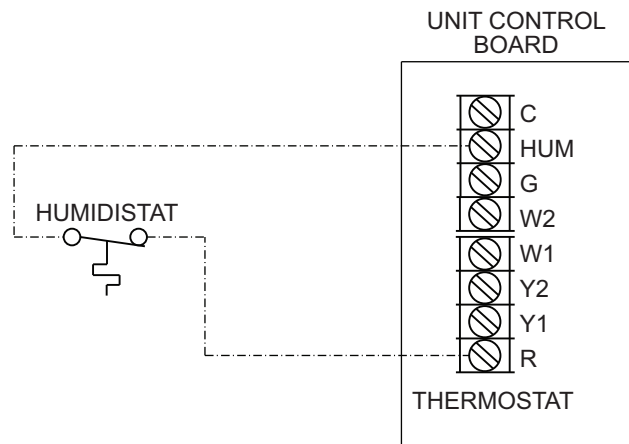 UNIT CONTROL
BOARD
C
HUM
G
HUMIDISTAT
W2
W1
Y2
Y1
R
THERMOSTAT